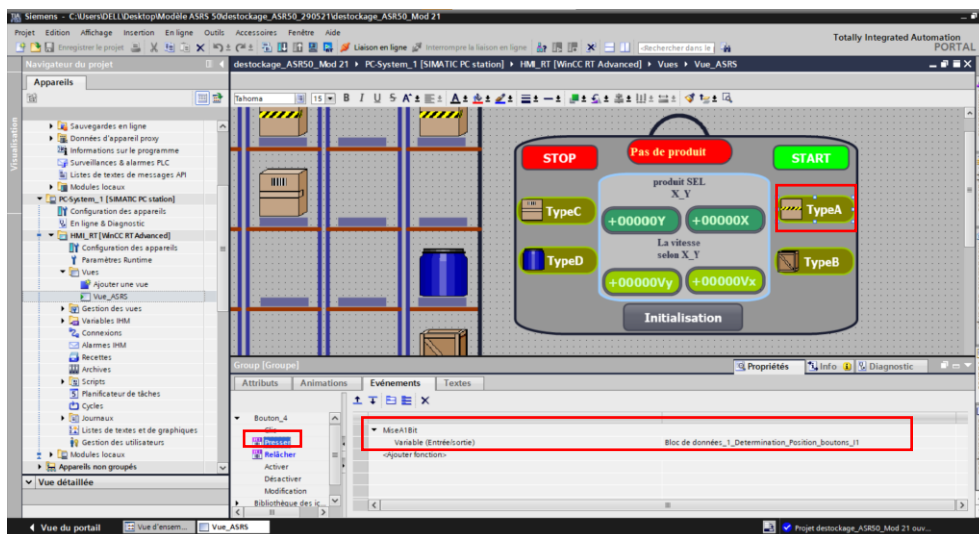 Siemens - C:\Users\DELL\Desktop\Modèle ASRS 50\destockage_ASR50_290521\destockage_ASR50_Mod 21
Projet Edition Affichage Insertion En ligne Outils Accessoires Fenêtre Aide
Totally Integrated Automation
PORTAL
Enregistrer le projet Liaison en ligne Interrompre la liaison en ligne <Rechercher dans le
Navigateur du projet
destockage_ASR50_Mod 21 PC-System_1 [SIMATIC PC station] HMI_RT [WinCC RT Advanced] Vues Vue_ASRS
Appareils
Tahoma 15 B I U S A
Visualisation
Sauvegardes en ligne
Données d'appareil proxy
Informations sur le programme
Surveillances & alarmes PLC
Listes de textes de messages API
Modules locaux
PC-System_1 [SIMATIC PC station]
Configuration des appareils
En ligne & Diagnostic
HMI_RT [WinCC RT Advanced]
Configuration des appareils
Paramètres Runtime
Vues
Ajouter une vue
Vue_ASRS
Gestion des vues
Variables IHM
Connexions
Alarmes IHM
Recettes
Archives
Scripts
Planificateur de tâches
Cycles
Journaux
Listes de textes et de graphiques
Gestion des utilisateurs
Modules locaux
Appareils non groupés
Vue détaillée
STOP
Pas de produit
START
produit SEL
X_Y
TypeC
+00000Y
+00000X
TypeA
La vitesse
selon X_Y
TypeD
+00000Vy
+00000Vx
TypeB
Initialisation
Group [Groupe]
Propriétés Info Diagnostic
Attributs Animations Evénements Textes
Bouton_4
Clic
Presser
Relâcher
Activer
Désactiver
Modification
Bibliothèque des ic...
MiseA1Bit
Variable (Entrée/sortie) Bloc de données_1_Determination_Position_boutons_I1
<Ajouter fonction>
Vue du portail Vue d'ensem... Vue_ASRS
Projet destockage_ASR50_Mod 21 ouv...